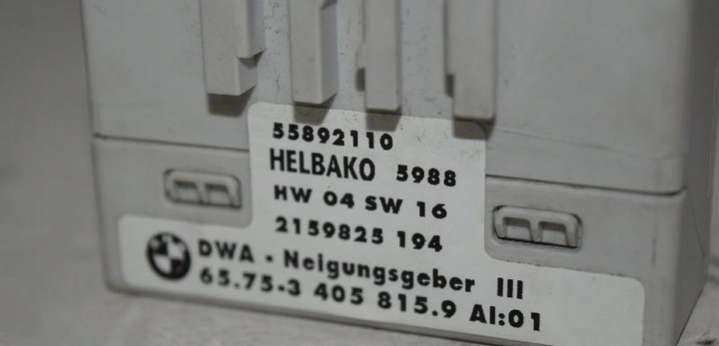 55892110
HELBAKO 5988
HW 04 SW 16
2159825 194
DWA - Neigungsgeber III
65.75-3 405 815.9 AI:01